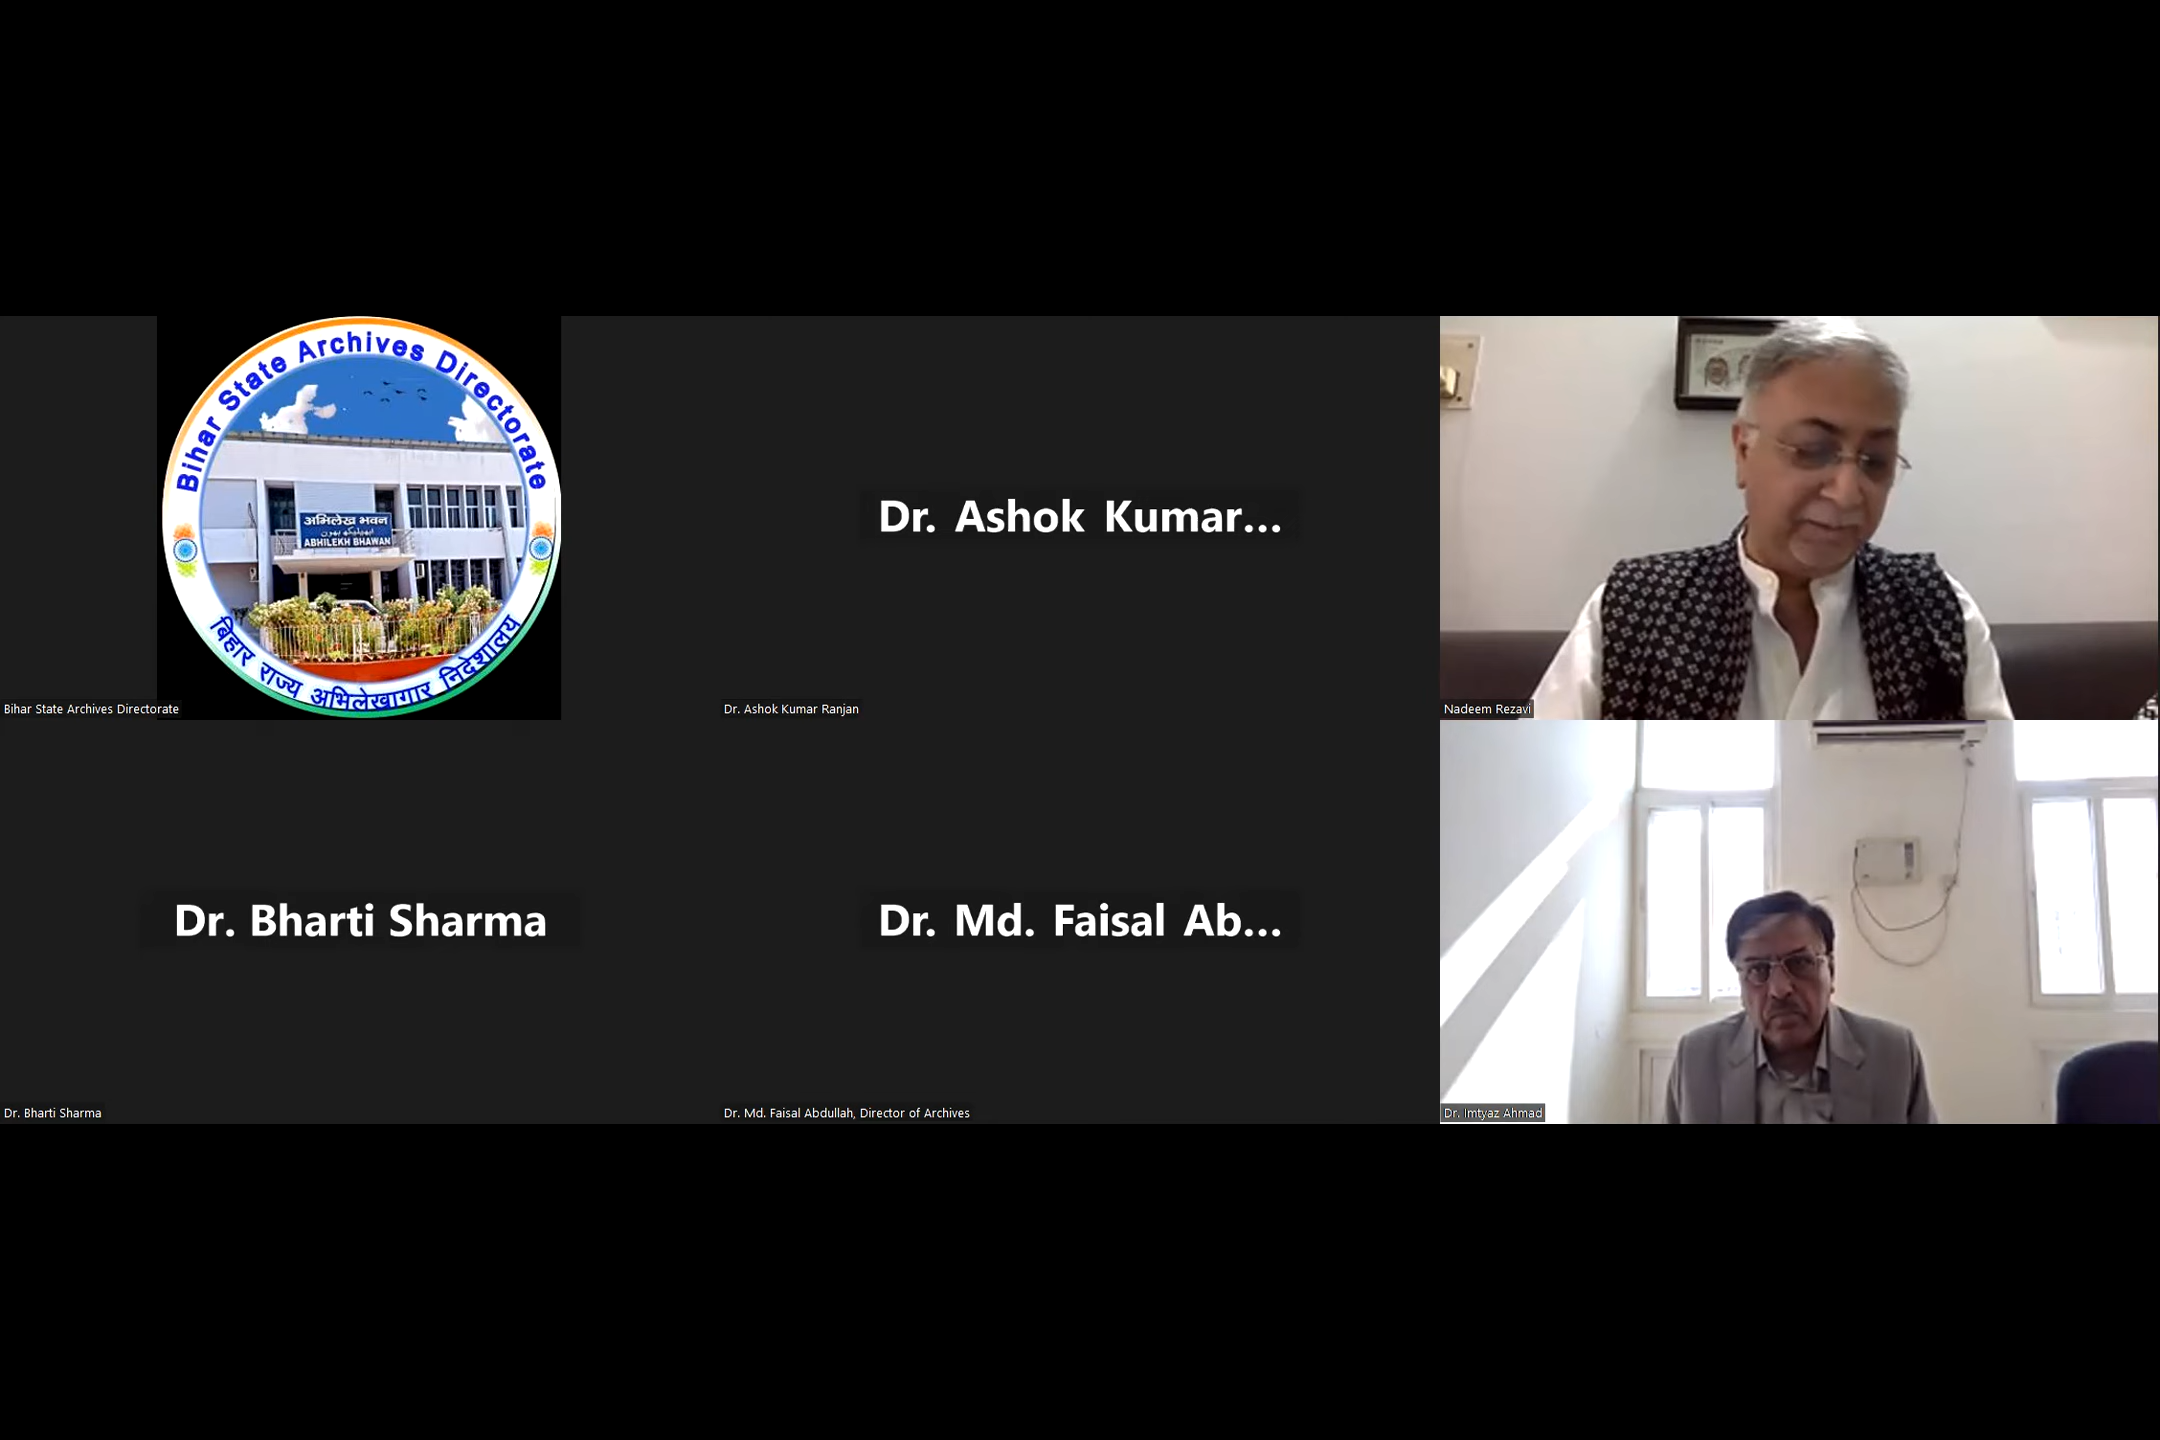 Bihar State Archives Directorate
अभिलेख भवन
ABHILEKH BHAWAN
बिहार राज्य अभिलेखागार निदेशालय
Bihar State Archives Directorate
Dr. Ashok Kumar...
Dr. Ashok Kumar Ranjan
Nadeem Rezavi
Dr. Bharti Sharma
Dr. Bharti Sharma
Dr. Md. Faisal Ab...
Dr. Md. Faisal Abdullah, Director of Archives
Dr. Imtyaz Ahmad